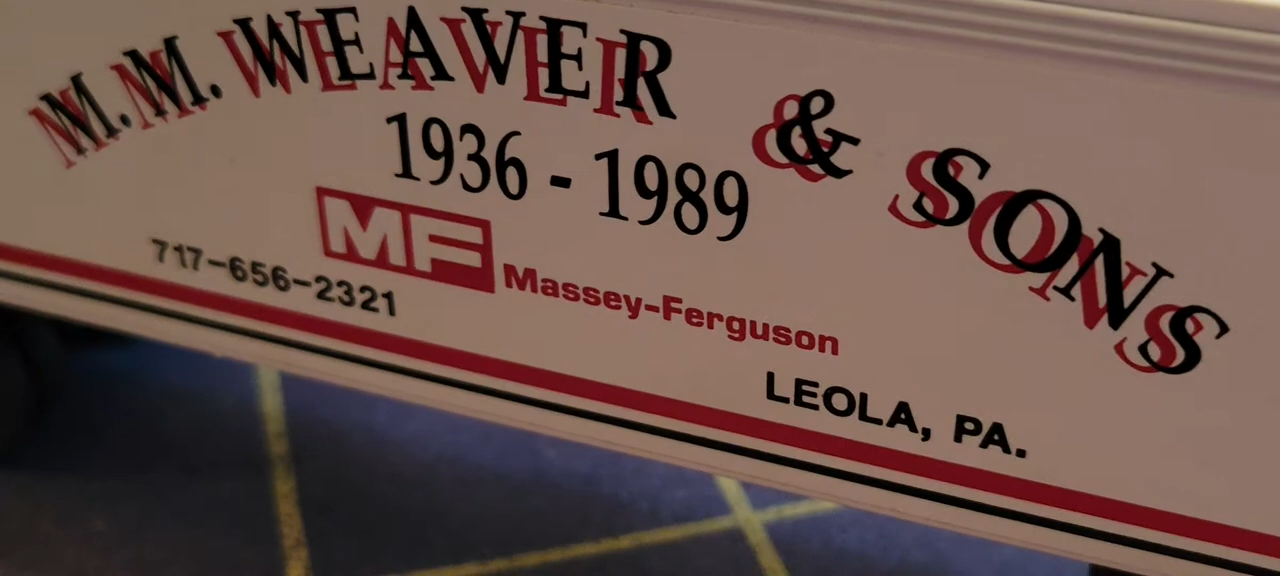 M. M. WEAVER & SONS
1936 - 1989
MF Massey-Ferguson
717-656-2321
LEOLA, PA.